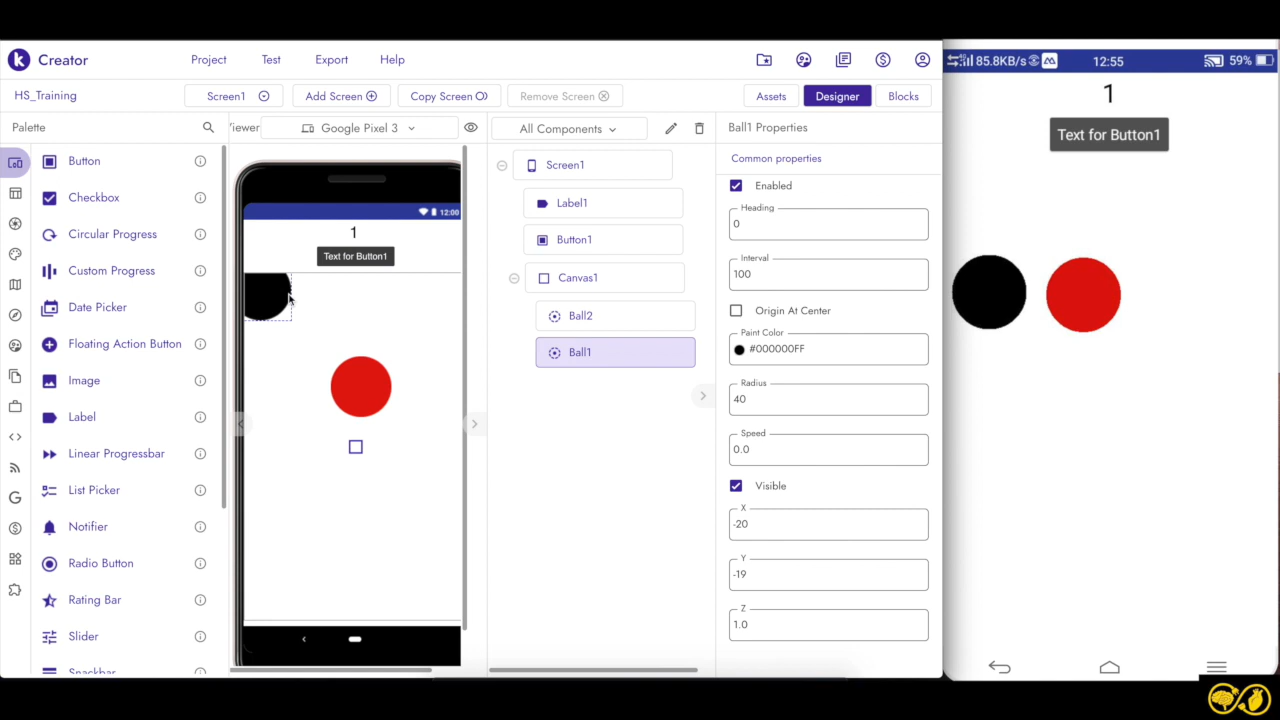 Creator
Project
Test
Export
Help
HS_Training
Screen1
Add Screen
Copy Screen
Remove Screen
Assets
Designer
Blocks
Palette
Button
Checkbox
Circular Progress
Custom Progress
Date Picker
Floating Action Button
Image
Label
Linear Progressbar
List Picker
Notifier
Radio Button
Rating Bar
Slider
Snackbar
Viewer
Google Pixel 3
12:00
1
Text for Button1
All Components
Screen1
Label1
Button1
Canvas1
Ball2
Ball1
Ball1 Properties
Common properties
Enabled
Heading
0
Interval
100
Origin At Center
Paint Color
#000000FF
Radius
40
Speed
0.0
Visible
X
-20
Y
-19
Z
1.0
85.8KB/s
12:55
59%
1
Text for Button1